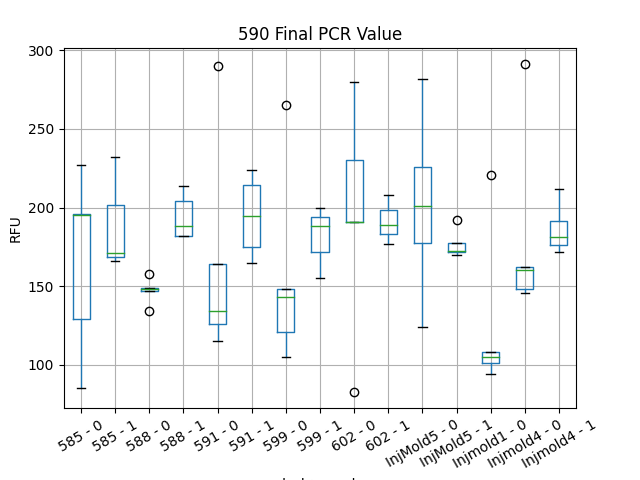 590 Final PCR Value
RFU
300
250
200
150
100
585 - 0
585 - 1
588 - 0
588 - 1
591 - 0
591 - 1
599 - 0
599 - 1
602 - 0
602 - 1
InjMold5 - 0
InjMold5 - 1
Injmold1 - 0
Injmold4 - 0
Injmold4 - 1